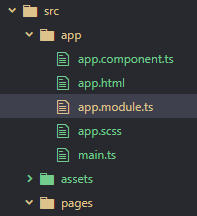 src
app
app.component.ts
app.html
app.module.ts
app.scss
main.ts
assets
pages